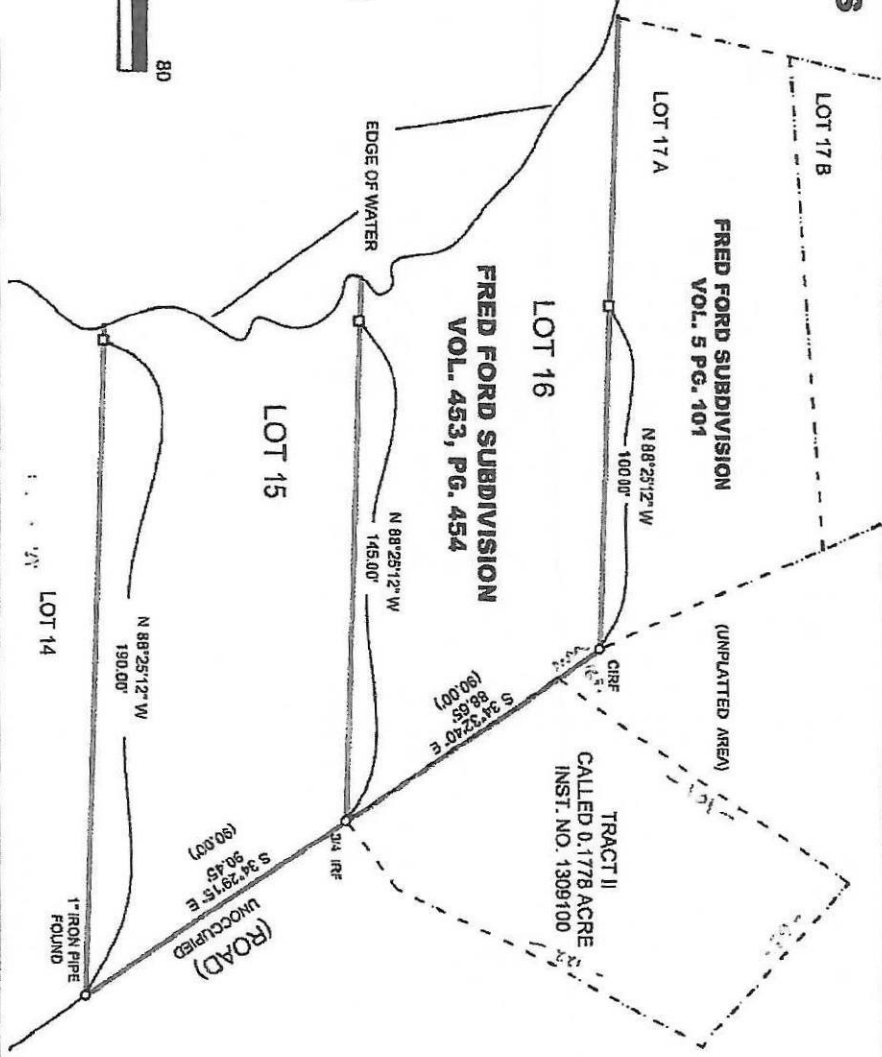 S
80
LOT 17 B
LOT 17 A
FRED FORD SUBDIVISION
VOL. 5 PG. 101
EDGE OF WATER
LOT 16
N 88°25'12" W
100.00'
FRED FORD SUBDIVISION
VOL. 453, PG. 454
(UNPLATTED AREA)
CIRF
S 34°32'40" E
88.65'
(90.00')
TRACT II
CALLED 0.1778 ACRE
INST. NO. 1309100
LOT 15
N 88°25'12" W
145.00'
3/4 IRF
S 34°29'15" E
90.45'
(90.00')
UNOCCUPIED
(ROAD)
LOT 14
N 88°25'12" W
190.00'
1" IRON PIPE
FOUND